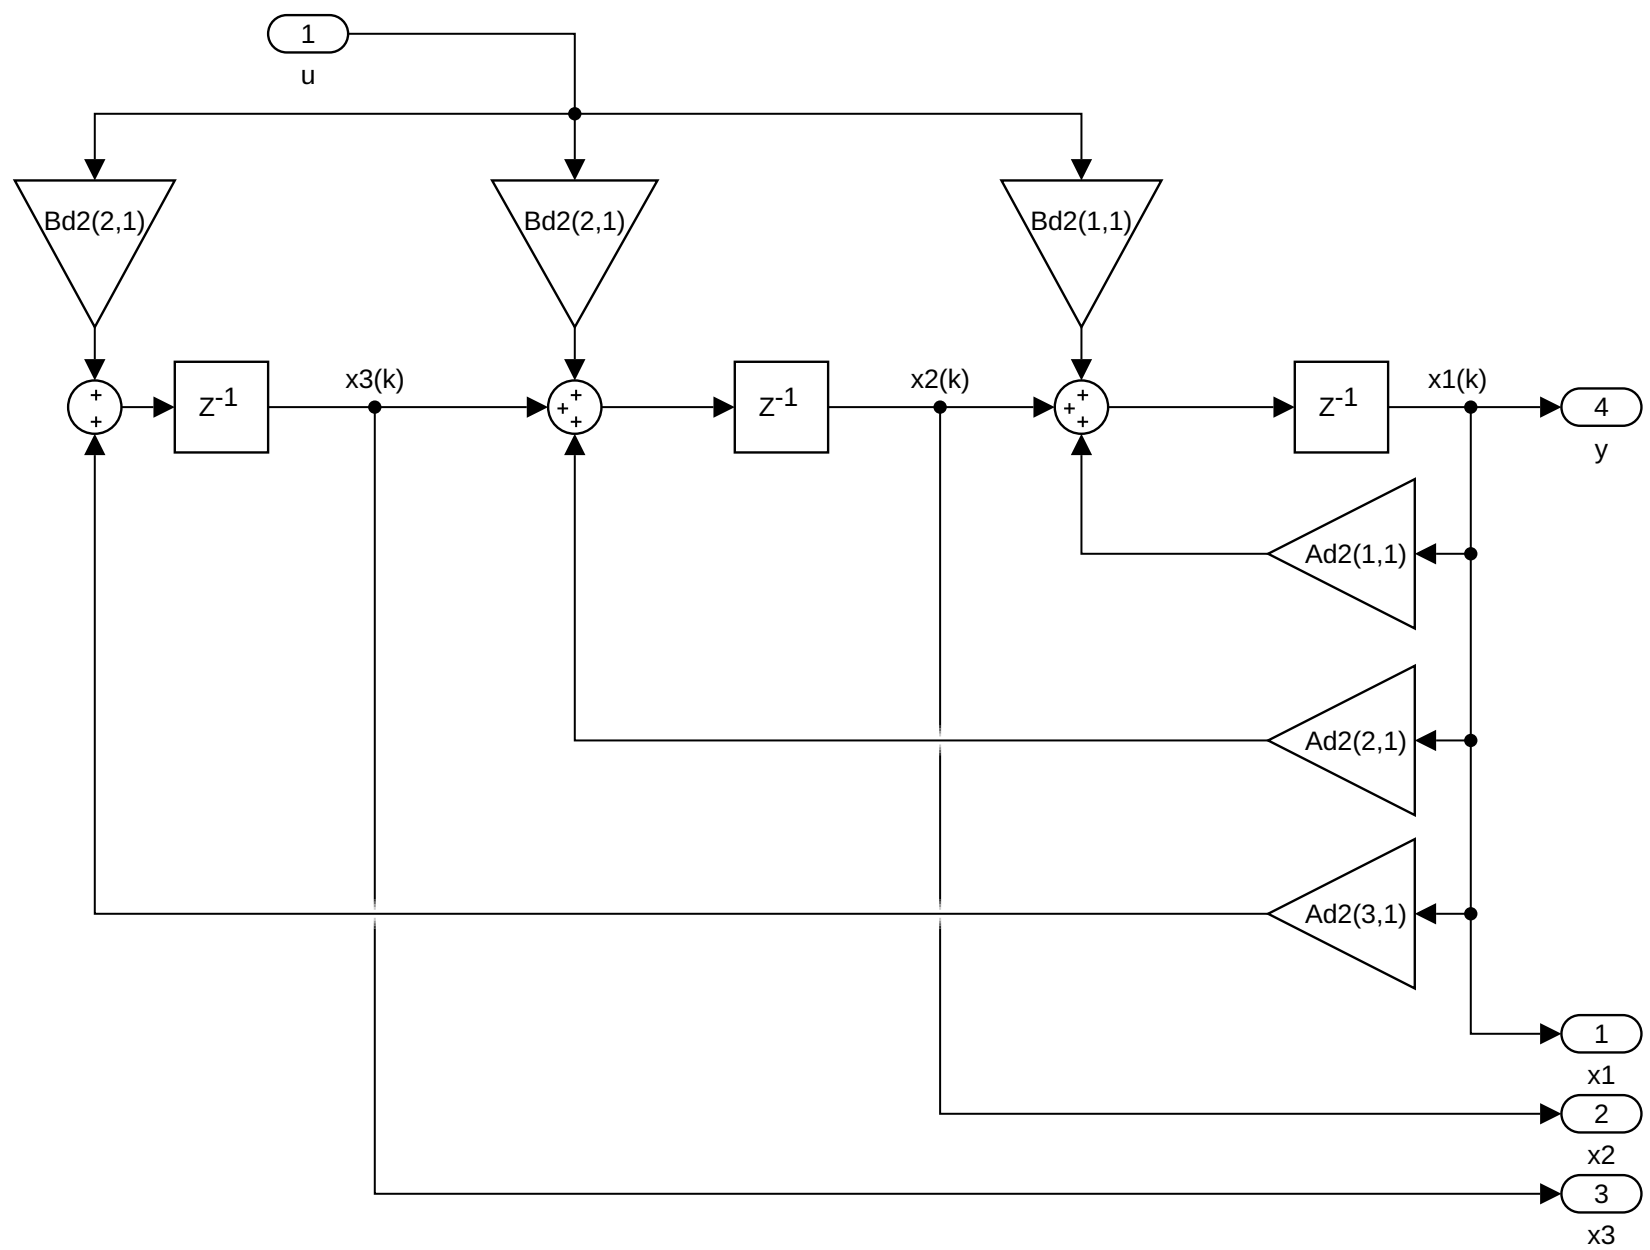 1
u
Bd2(2,1)
Bd2(2,1)
Bd2(1,1)
+
+
Z-1
x3(k)
+
+
+
Z-1
x2(k)
+
+
+
Z-1
x1(k)
4
y
Ad2(1,1)
Ad2(2,1)
Ad2(3,1)
1
x1
2
x2
3
x3